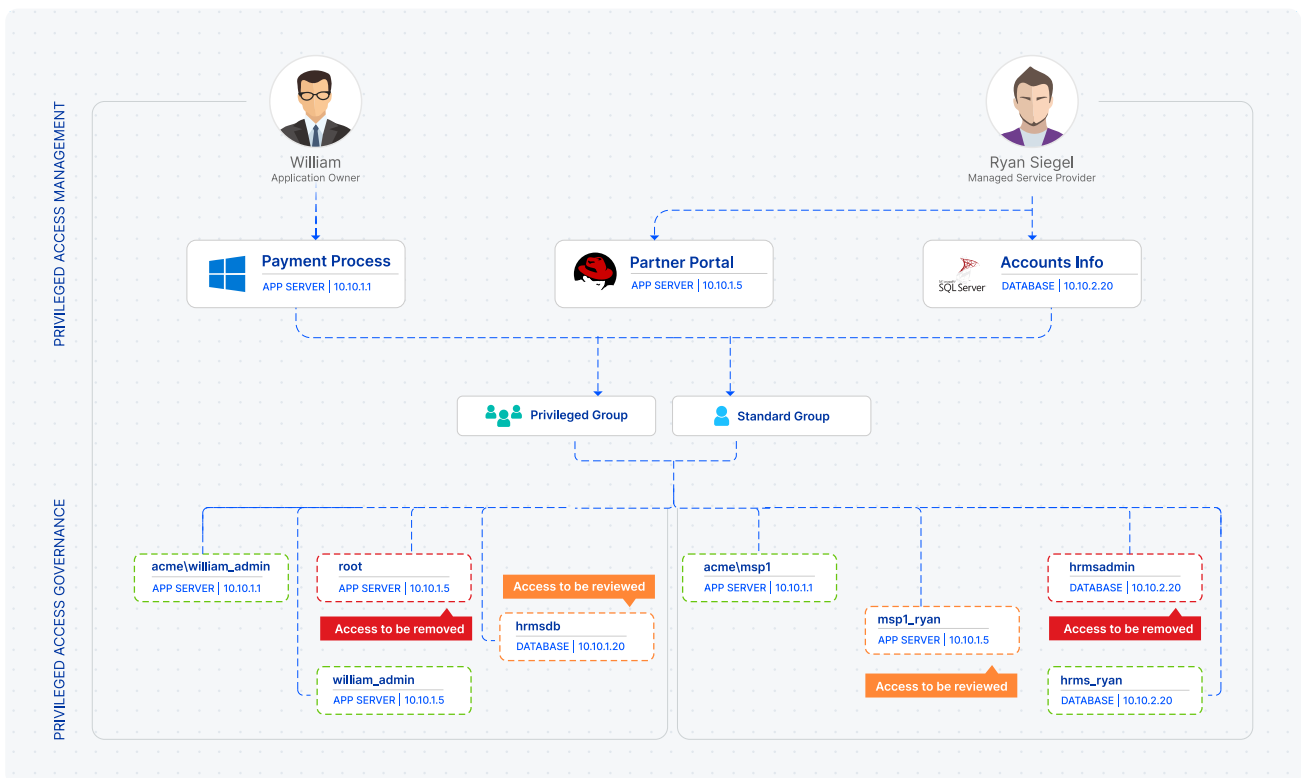 PRIVILEGED ACCESS MANAGEMENT
William
Application Owner
Ryan Siegel
Managed Service Provider
Payment Process
APP SERVER | 10.10.1.1
Partner Portal
APP SERVER | 10.10.1.5
SQL Server
Accounts Info
DATABASE | 10.10.2.20
Privileged Group
Standard Group
PRIVILEGED ACCESS GOVERNANCE
acme\william_admin
APP SERVER | 10.10.1.1
root
APP SERVER | 10.10.1.5
Access to be removed
Access to be reviewed
hrmsdb
DATABASE | 10.10.1.20
william_admin
APP SERVER | 10.10.1.5
acme\msp1
APP SERVER | 10.10.1.1
msp1_ryan
APP SERVER | 10.10.1.5
Access to be reviewed
hrmsadmin
DATABASE | 10.10.2.20
Access to be removed
hrms_ryan
DATABASE | 10.10.2.20